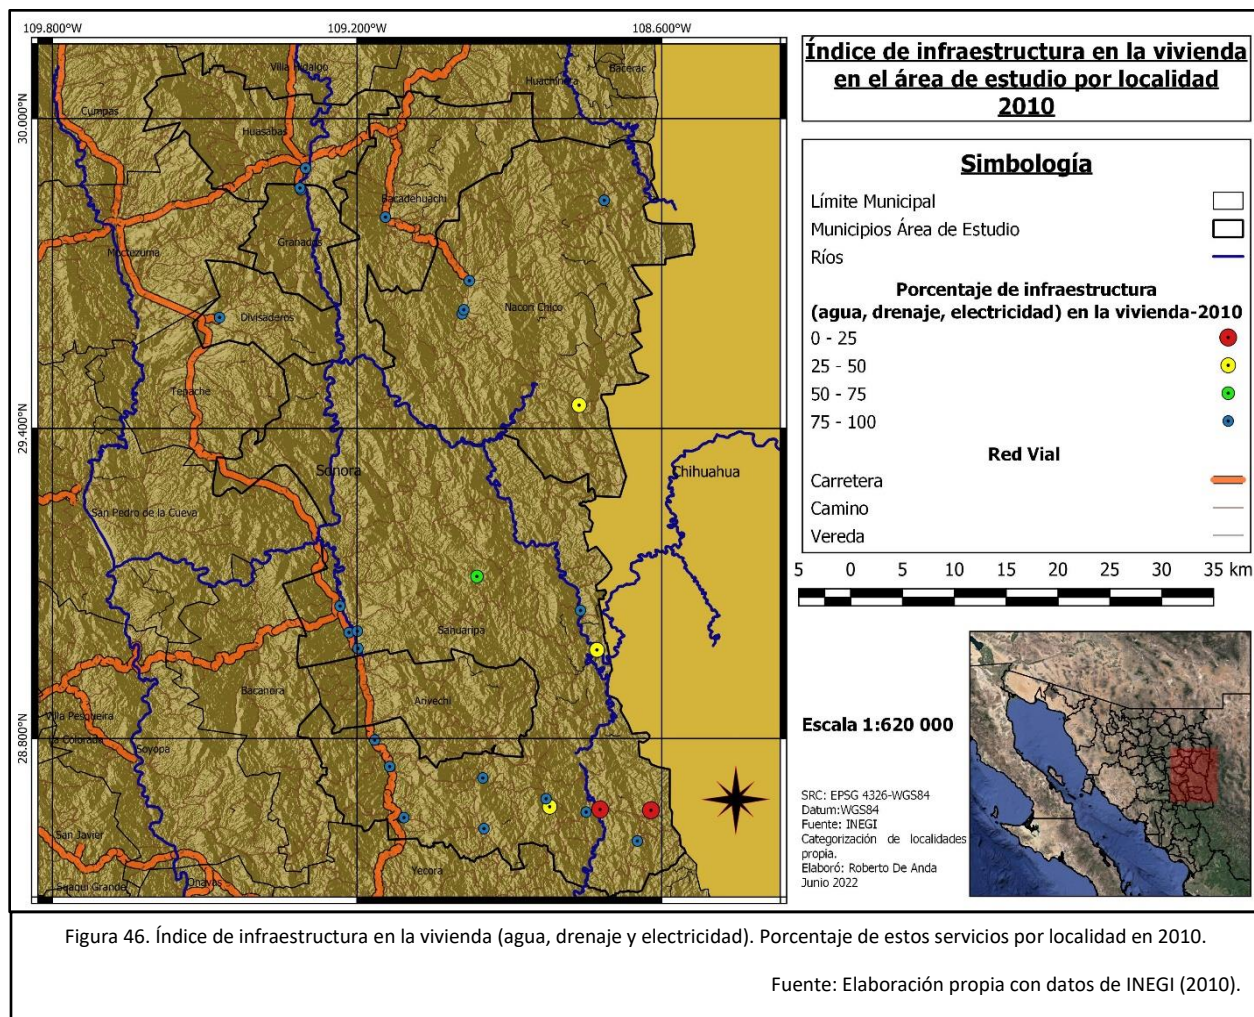 109.800°W
109.200°W
108.600°W
30.000°N
29.400°N
28.800°N
Villa Hidalgo
Huachinera
Bacerac
Cumpas
Huasabas
Bacadehuachi
Granados
Moctezuma
Nacori Chico
Divisaderos
Tepache
Sonora
Chihuahua
San Pedro de la Cueva
Sahuaripa
Bacanora
Arivechi
Villa Pesqueira
La Colorada
Soyopa
San Javier
Suaqui Grande
Onavas
Yecora
Índice de infraestructura en la vivienda
en el área de estudio por localidad
2010
Simbología
Límite Municipal
Municipios Área de Estudio
Ríos
Porcentaje de infraestructura
(agua, drenaje, electricidad) en la vivienda-2010
0 - 25
25 - 50
50 - 75
75 - 100
Red Vial
Carretera
Camino
Vereda
5 0 5 10 15 20 25 30 35 km
Escala 1:620 000
SRC: EPSG 4326-WGS84
Datum:WGS84
Fuente: INEGI
Categorización de localidades
propia.
Elaboró: Roberto De Anda
Junio 2022
Figura 46. Índice de infraestructura en la vivienda (agua, drenaje y electricidad). Porcentaje de estos servicios por localidad en 2010.
Fuente: Elaboración propia con datos de INEGI (2010).